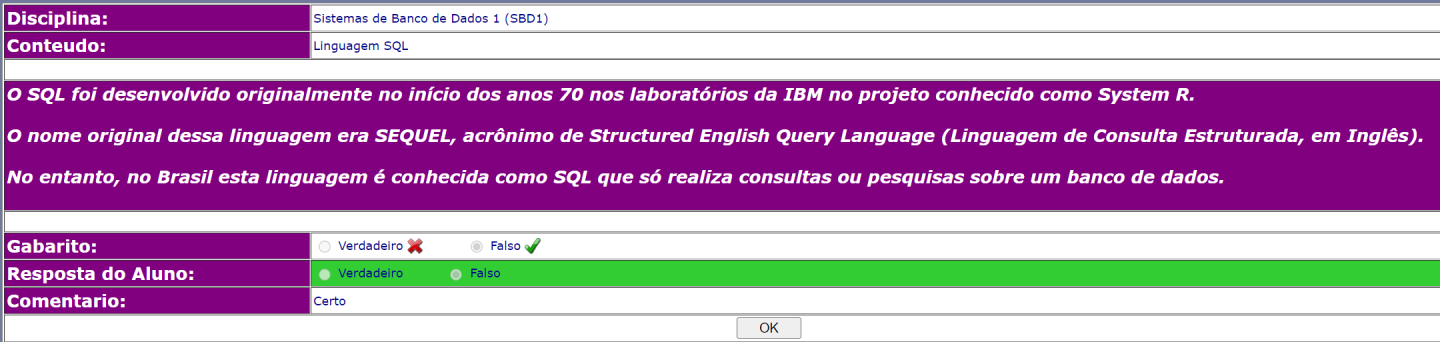 Disciplina: Sistemas de Banco de Dados 1 (SBD1)
Conteudo: Linguagem SQL
O SQL foi desenvolvido originalmente no início dos anos 70 nos laboratórios da IBM no projeto conhecido como System R.
O nome original dessa linguagem era SEQUEL, acrônimo de Structured English Query Language (Linguagem de Consulta Estruturada, em Inglês).
No entanto, no Brasil esta linguagem é conhecida como SQL que só realiza consultas ou pesquisas sobre um banco de dados.
Gabarito: Verdadeiro Falso
Resposta do Aluno: Verdadeiro Falso
Comentario: Certo
OK